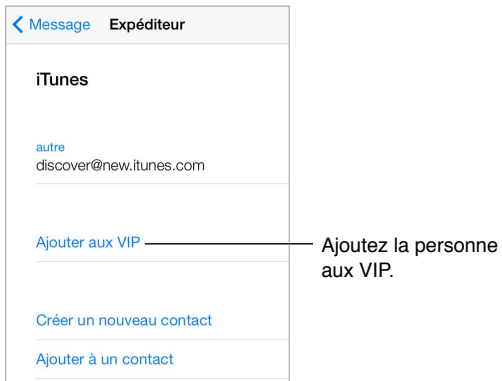 Message Expéditeur
iTunes
autre
discover@new.itunes.com
Ajouter aux VIP
Ajoutez la personne
aux VIP.
Créer un nouveau contact
Ajouter à un contact